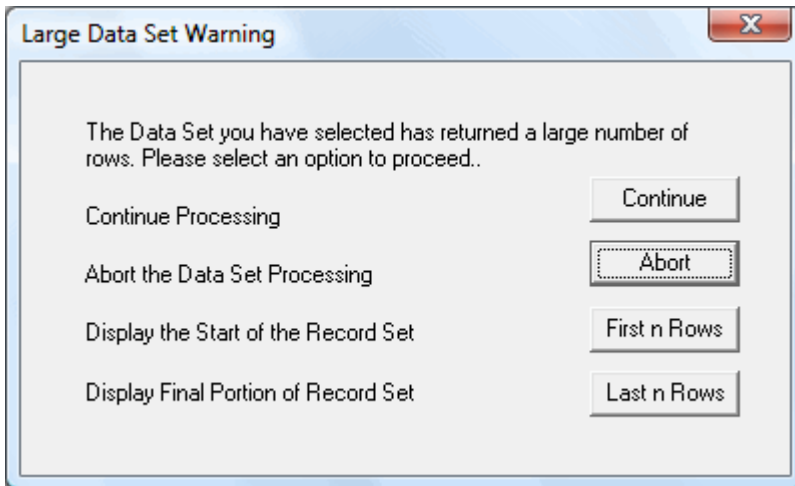 Large Data Set Warning
The Data Set you have selected has returned a large number of
rows. Please select an option to proceed..
Continue Processing
Continue
Abort the Data Set Processing
Abort
Display the Start of the Record Set
First n Rows
Display Final Portion of Record Set
Last n Rows